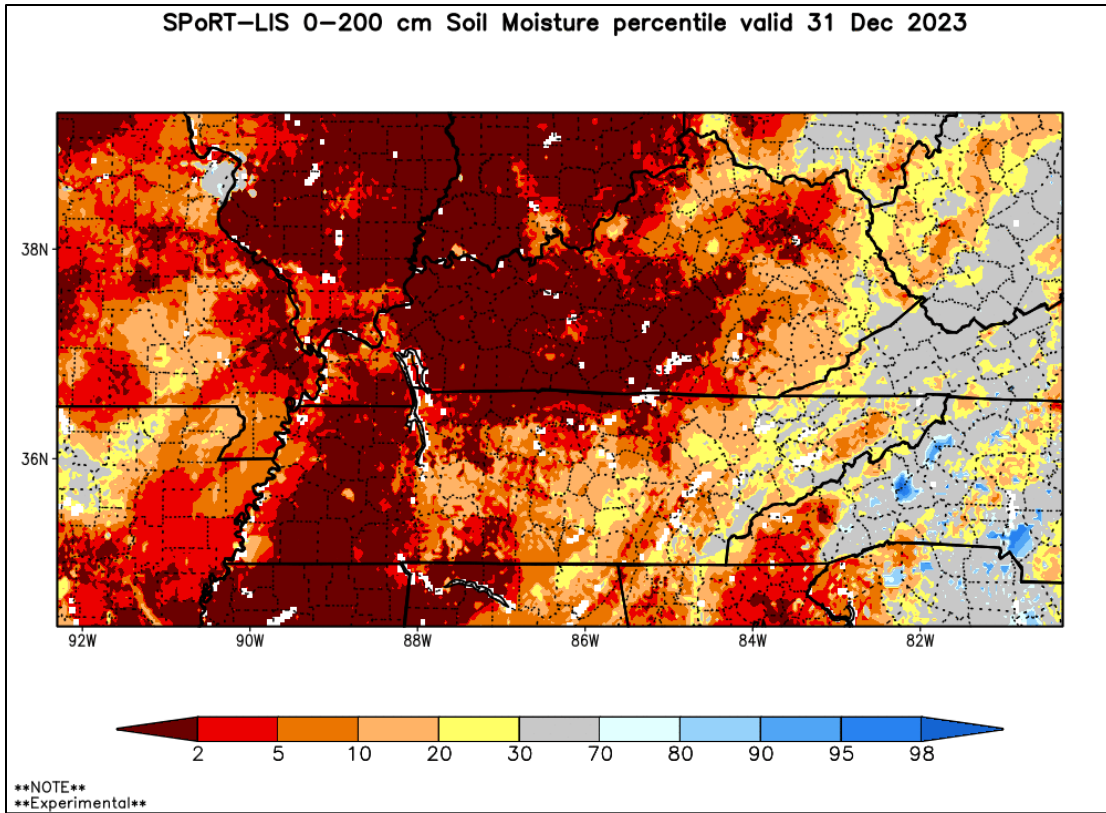 SPoRT-LIS 0-200 cm Soil Moisture percentile valid 31 Dec 2023
38N
36N
92W 90W 88W 86W 84W 82W
2 5 10 20 30 70 80 90 95 98
**NOTE**
**Experimental**